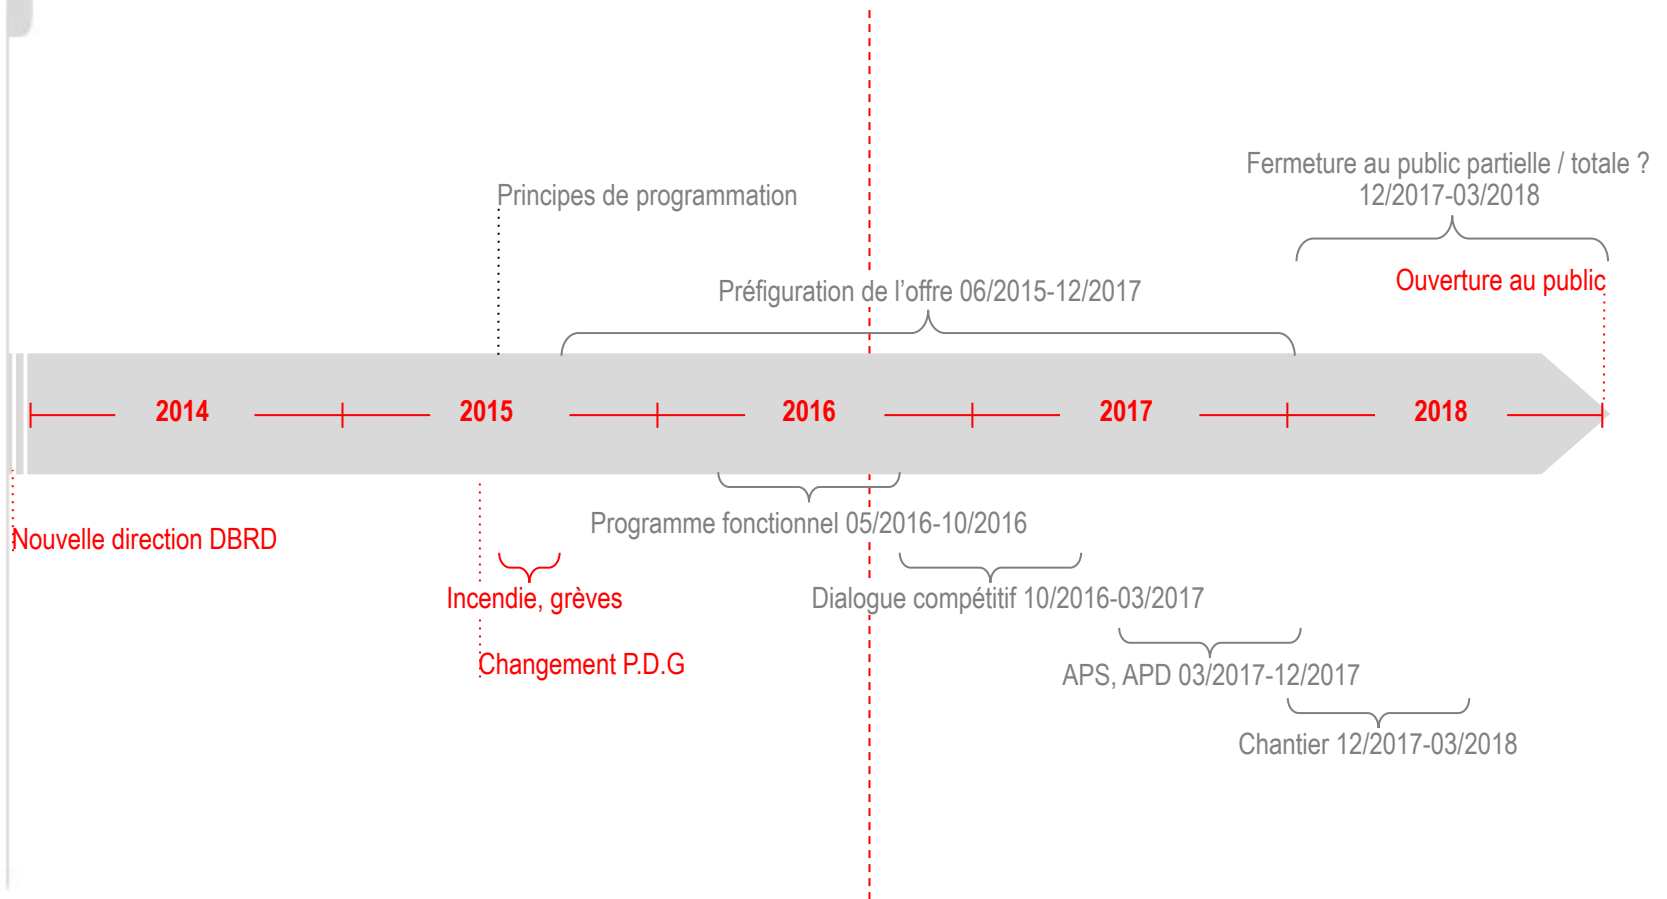 Fermeture au public partielle / totale ?
12/2017-03/2018
Principes de programmation
Ouverture au public
Préfiguration de l’offre 06/2015-12/2017
2014 2015 2016 2017 2018
Programme fonctionnel 05/2016-10/2016
Nouvelle direction DBRD
Incendie, grèves
Dialogue compétitif 10/2016-03/2017
Changement P.D.G
APS, APD 03/2017-12/2017
Chantier 12/2017-03/2018